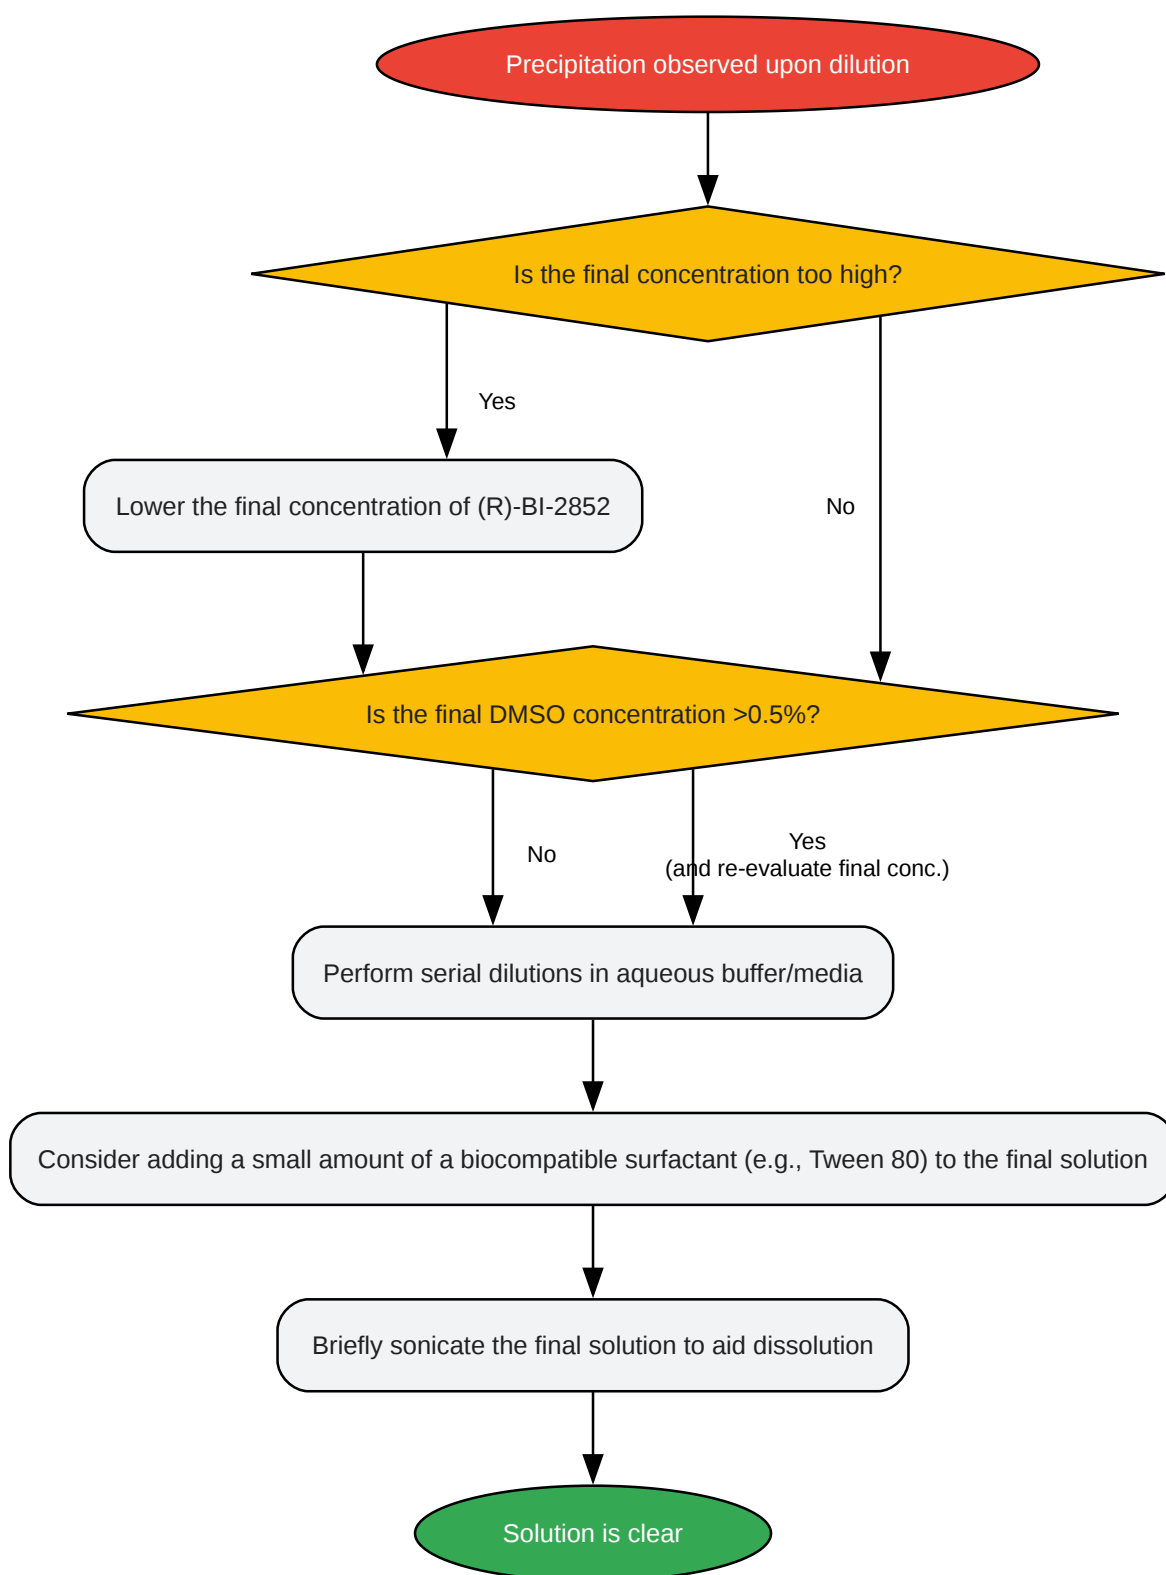 Precipitation observed upon dilution
Is the final concentration too high?
Yes
Lower the final concentration of (R)-BI-2852
No
Is the final DMSO concentration >0.5%?
No
Yes
(and re-evaluate final conc.)
Perform serial dilutions in aqueous buffer/media
Consider adding a small amount of a biocompatible surfactant (e.g., Tween 80) to the final solution
Briefly sonicate the final solution to aid dissolution
Solution is clear